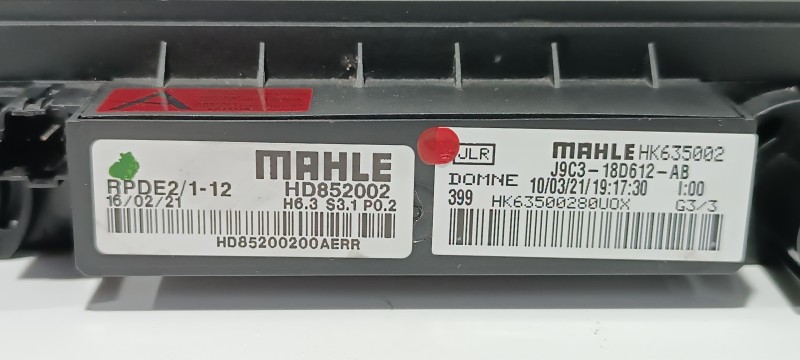 MAHLE
RPDE2/1-12 HD852002
16/02/21 H6.3 S3.1 P0.2
HD85200200AERR
JLR MAHLE HK635002
J9C3-18D612-AB
DOMNE 10/03/21/19:17:30 I:00
399 HK63500280UOX G3/3